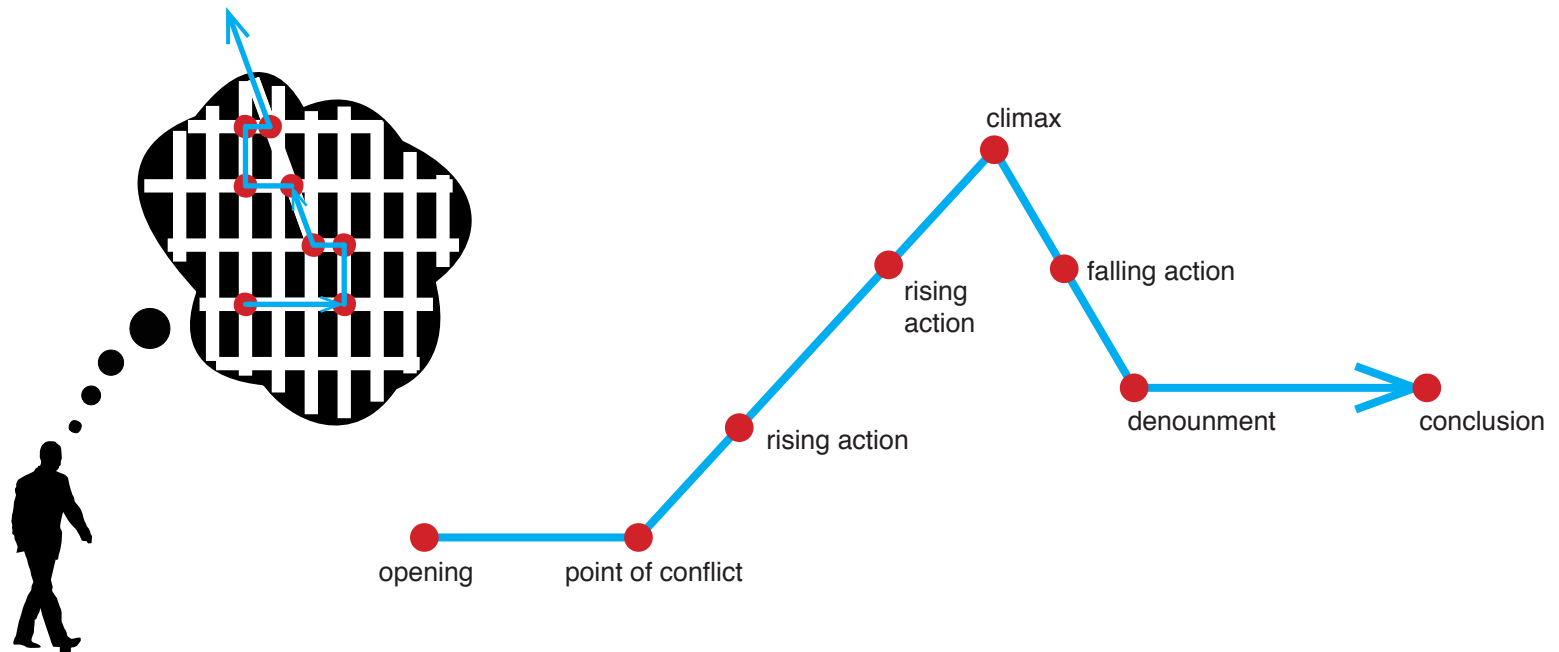 climax
falling action
rising
action
denounment
conclusion
rising action
opening
point of conflict